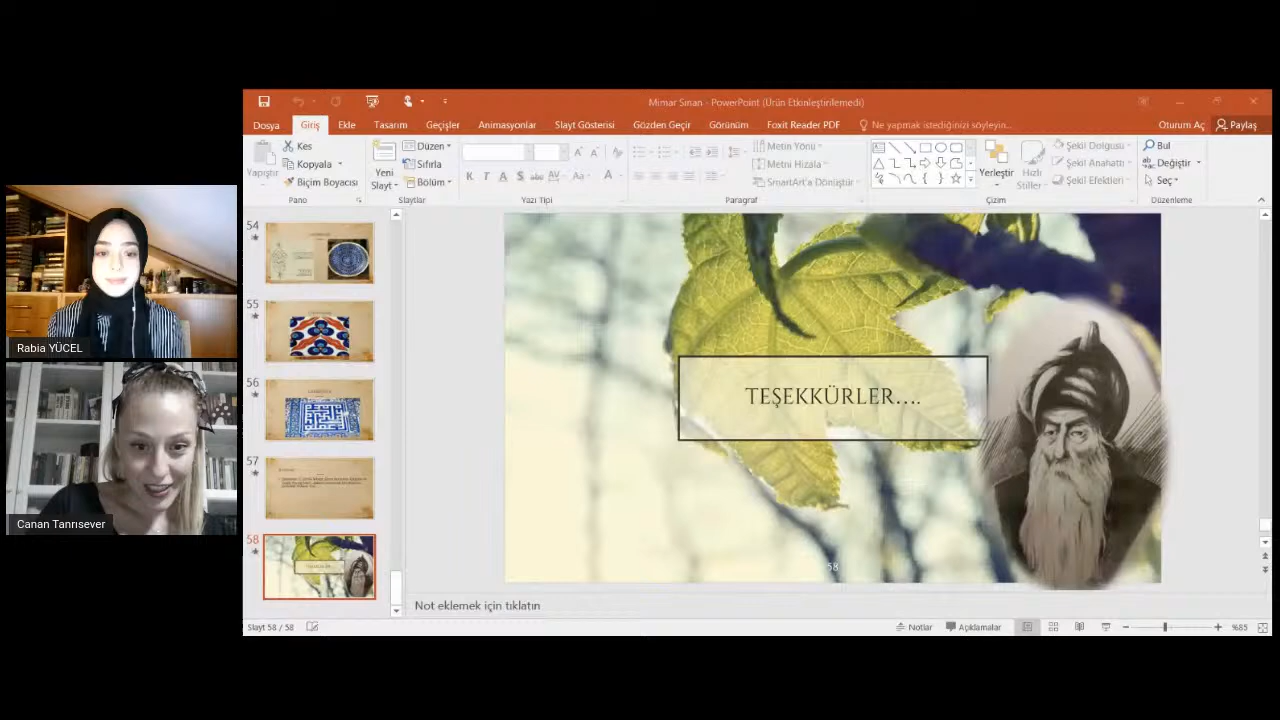 Mimar Sinan - PowerPoint (Ürün Etkinleştirilemedi)
Dosya Giriş Ekle Tasarım Geçişler Animasyonlar Slayt Gösterisi Gözden Geçir Görünüm Foxit Reader PDF Ne yapmak istediğinizi söyleyin... Oturum Aç Paylaş
Yapıştır
Kes
Kopyala
Biçim Boyacısı
Pano
Yeni
Slayt
Düzen
Sıfırla
Bölüm
Slaytlar
K T A S abc AV Aa A
Yazı Tipi
Metin Yönü
Metni Hizala
SmartArt'a Dönüştür
Paragraf
Yerleştir
Hızlı
Stiller
Şekil Dolgusu
Şekil Anahattı
Şekil Efektleri
Çizim
Bul
Değiştir
Seç
Düzenleme
54
55
56
57
58
TEŞEKKÜRLER....
58
Rabia YÜCEL
Canan Tanrısever
Not eklemek için tıklatın
Slayt 58 / 58
Notlar
Açıklamalar
%85